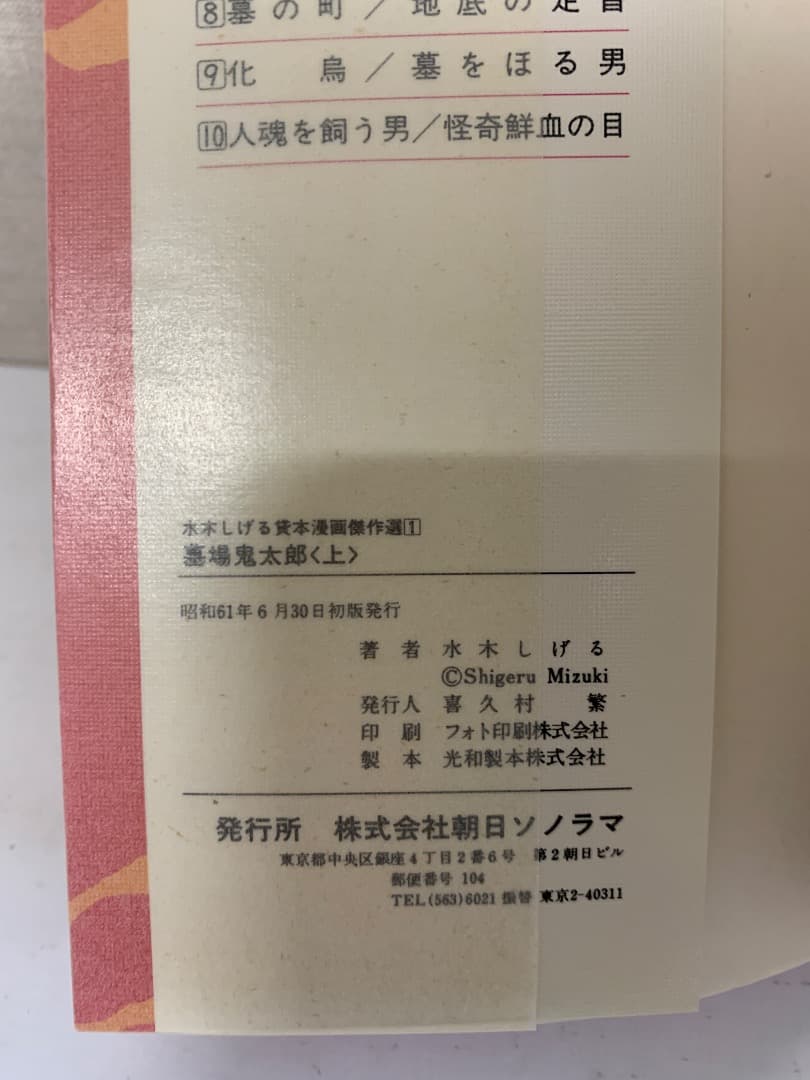 ⑧墓の町／地底の足音
⑨化烏／墓をほる男
⑩人魂を飼う男／怪奇鮮血の目
水木しげる貸本漫画傑作選①
墓場鬼太郎〈上〉
昭和61年6月30日初版発行
著者 水木しげる
©Shigeru Mizuki
発行人 喜久村 繁
印刷 フォト印刷株式会社
製本 光和製本株式会社
発行所 株式会社朝日ソノラマ
東京都中央区銀座4丁目2番6号 第2朝日ビル
郵便番号 104
TEL(563)6021 振替 東京2-40311